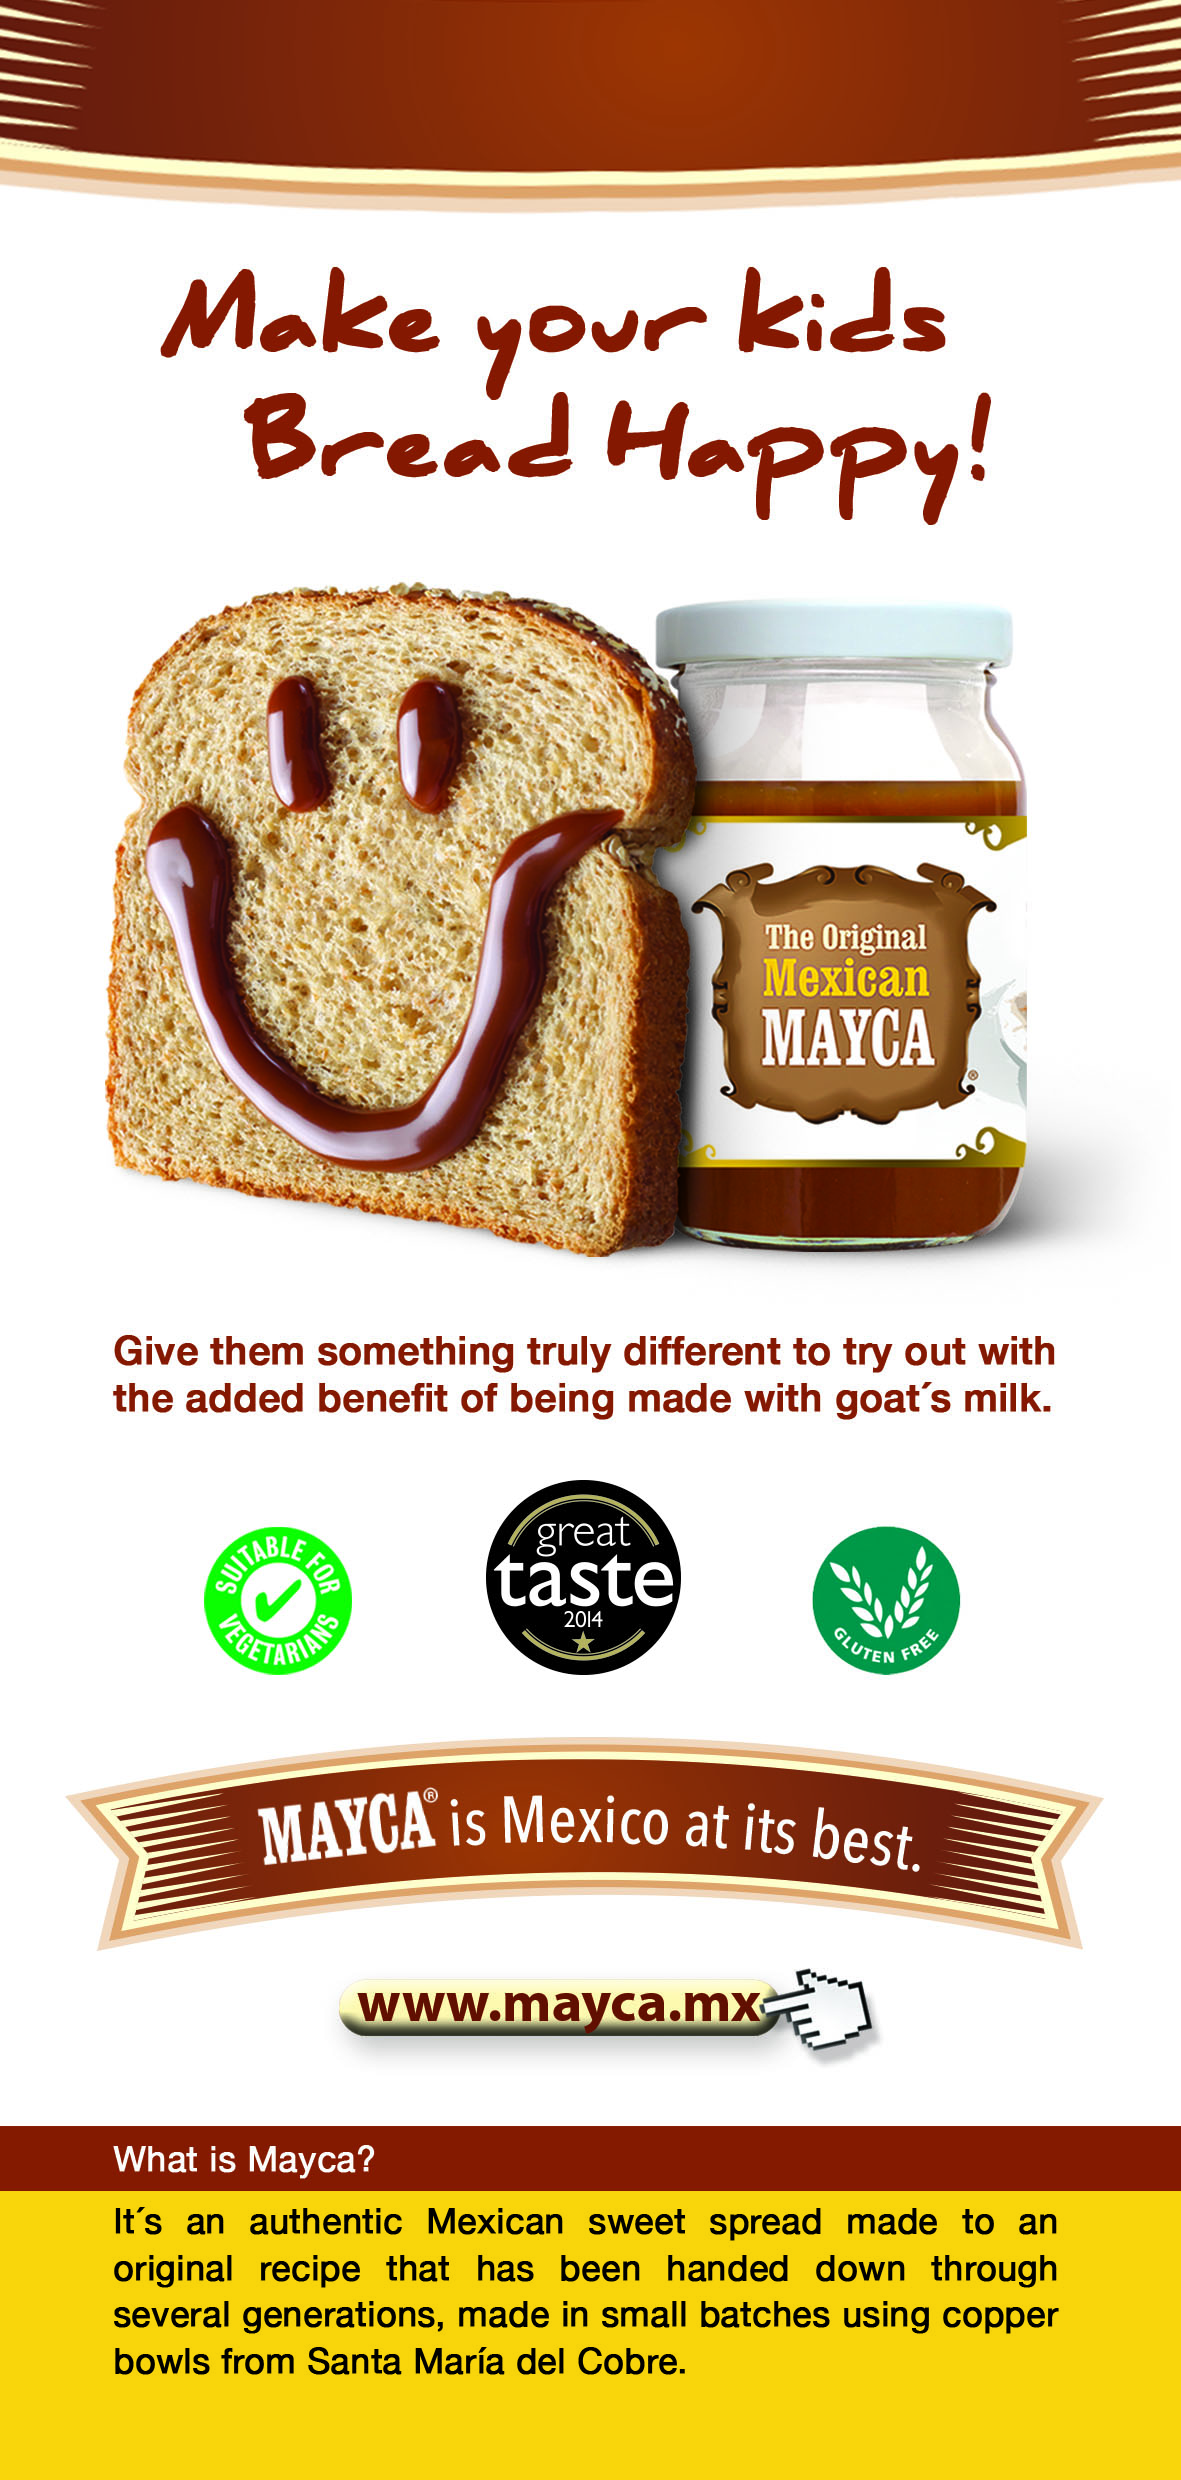 Make your kids
Bread Happy!
The Original
Mexican
MAYCA
®
Give them something truly different to try out with
the added benefit of being made with goat´s milk.
SUITABLE FOR
VEGETARIANS
great
taste
2014
GLUTEN FREE
MAYCA® is Mexico at its best.
www.mayca.mx
What is Mayca?
It´s an authentic Mexican sweet spread made to an
original recipe that has been handed down through
several generations, made in small batches using copper
bowls from Santa María del Cobre.